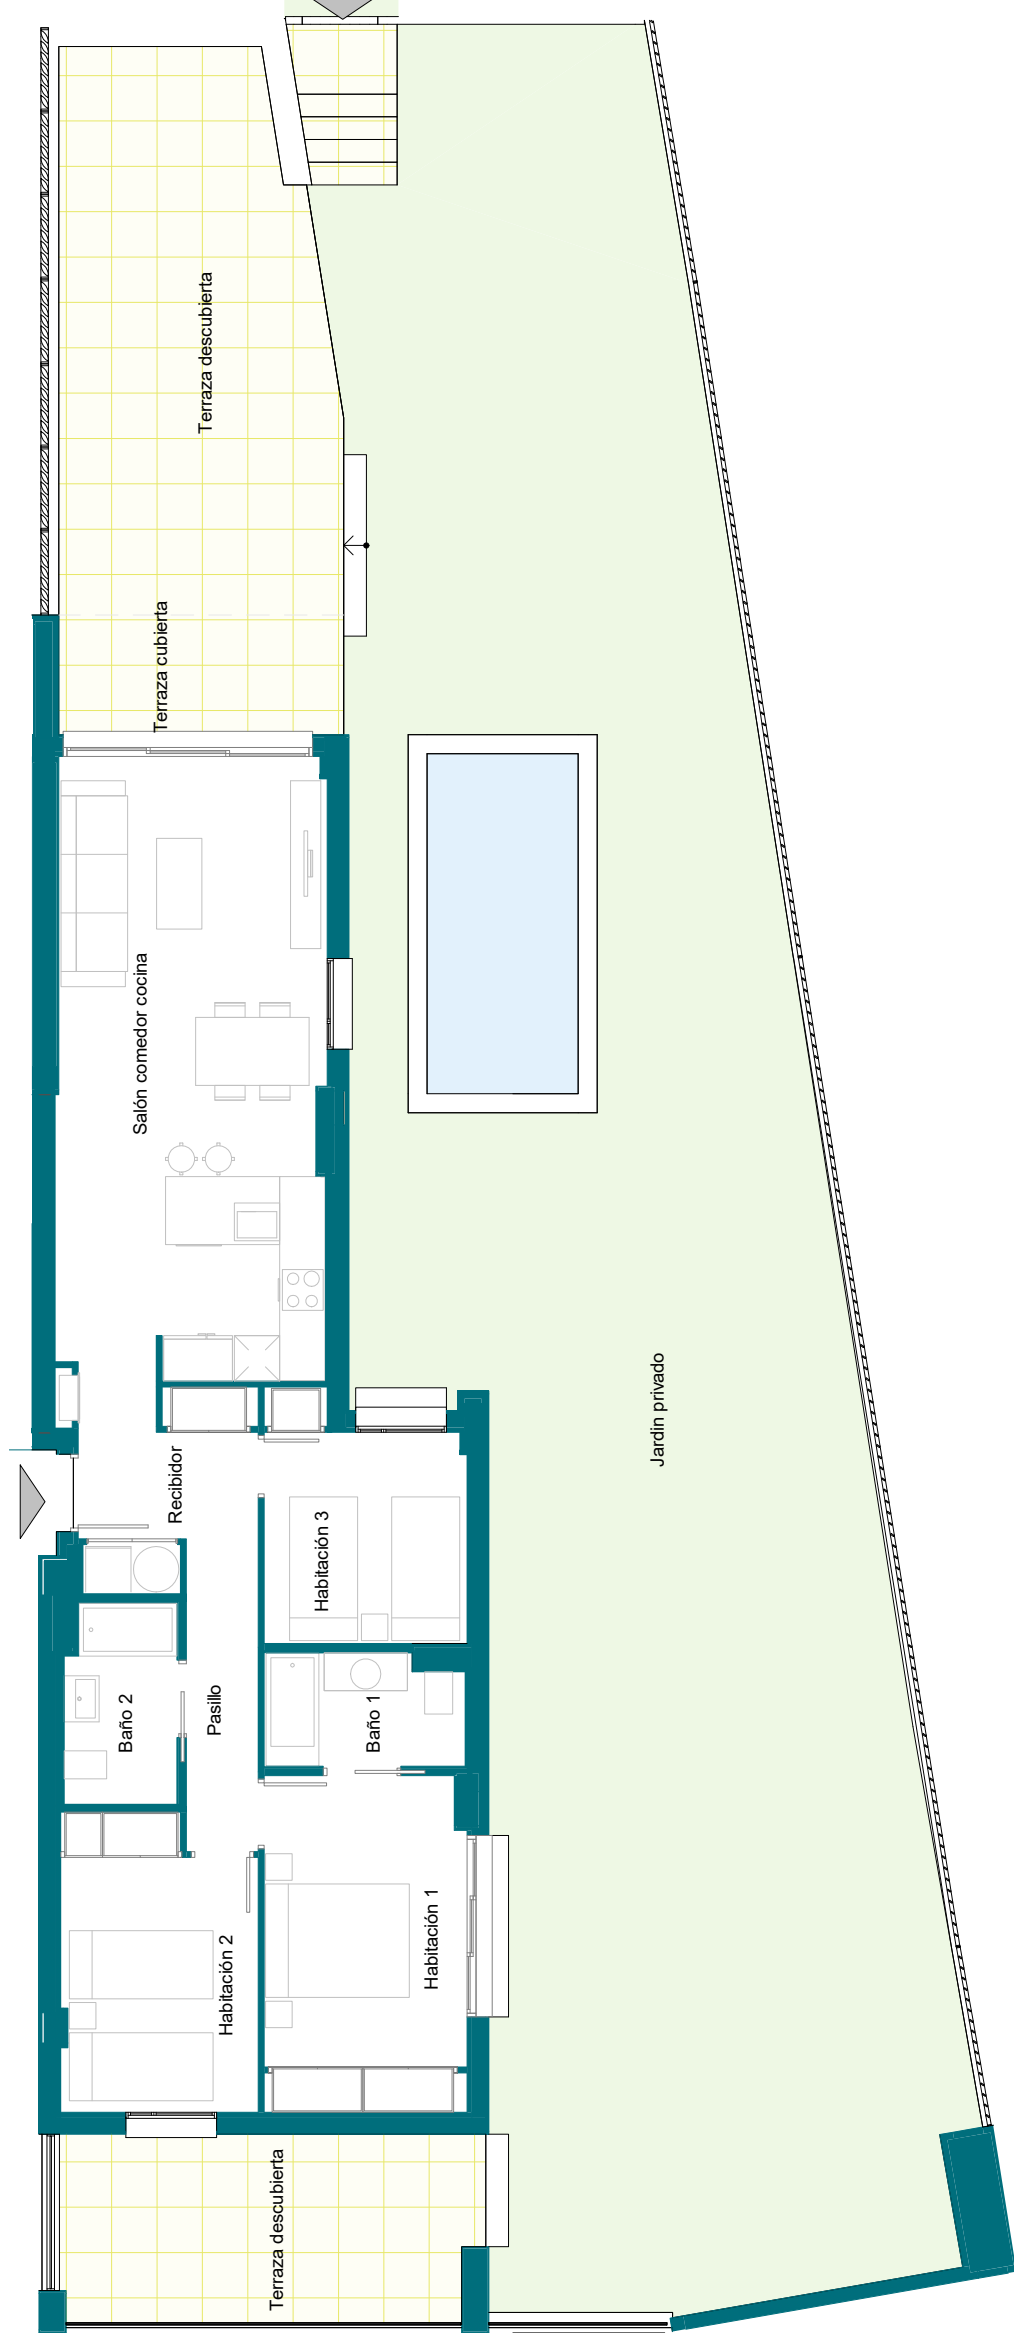 Terraza descubierta
Terraza cubierta
Salón comedor cocina
Jardin privado
Recibidor
Habitación 3
Pasillo
Baño 2
Baño 1
Habitación 1
Habitación 2
Terraza descubierta